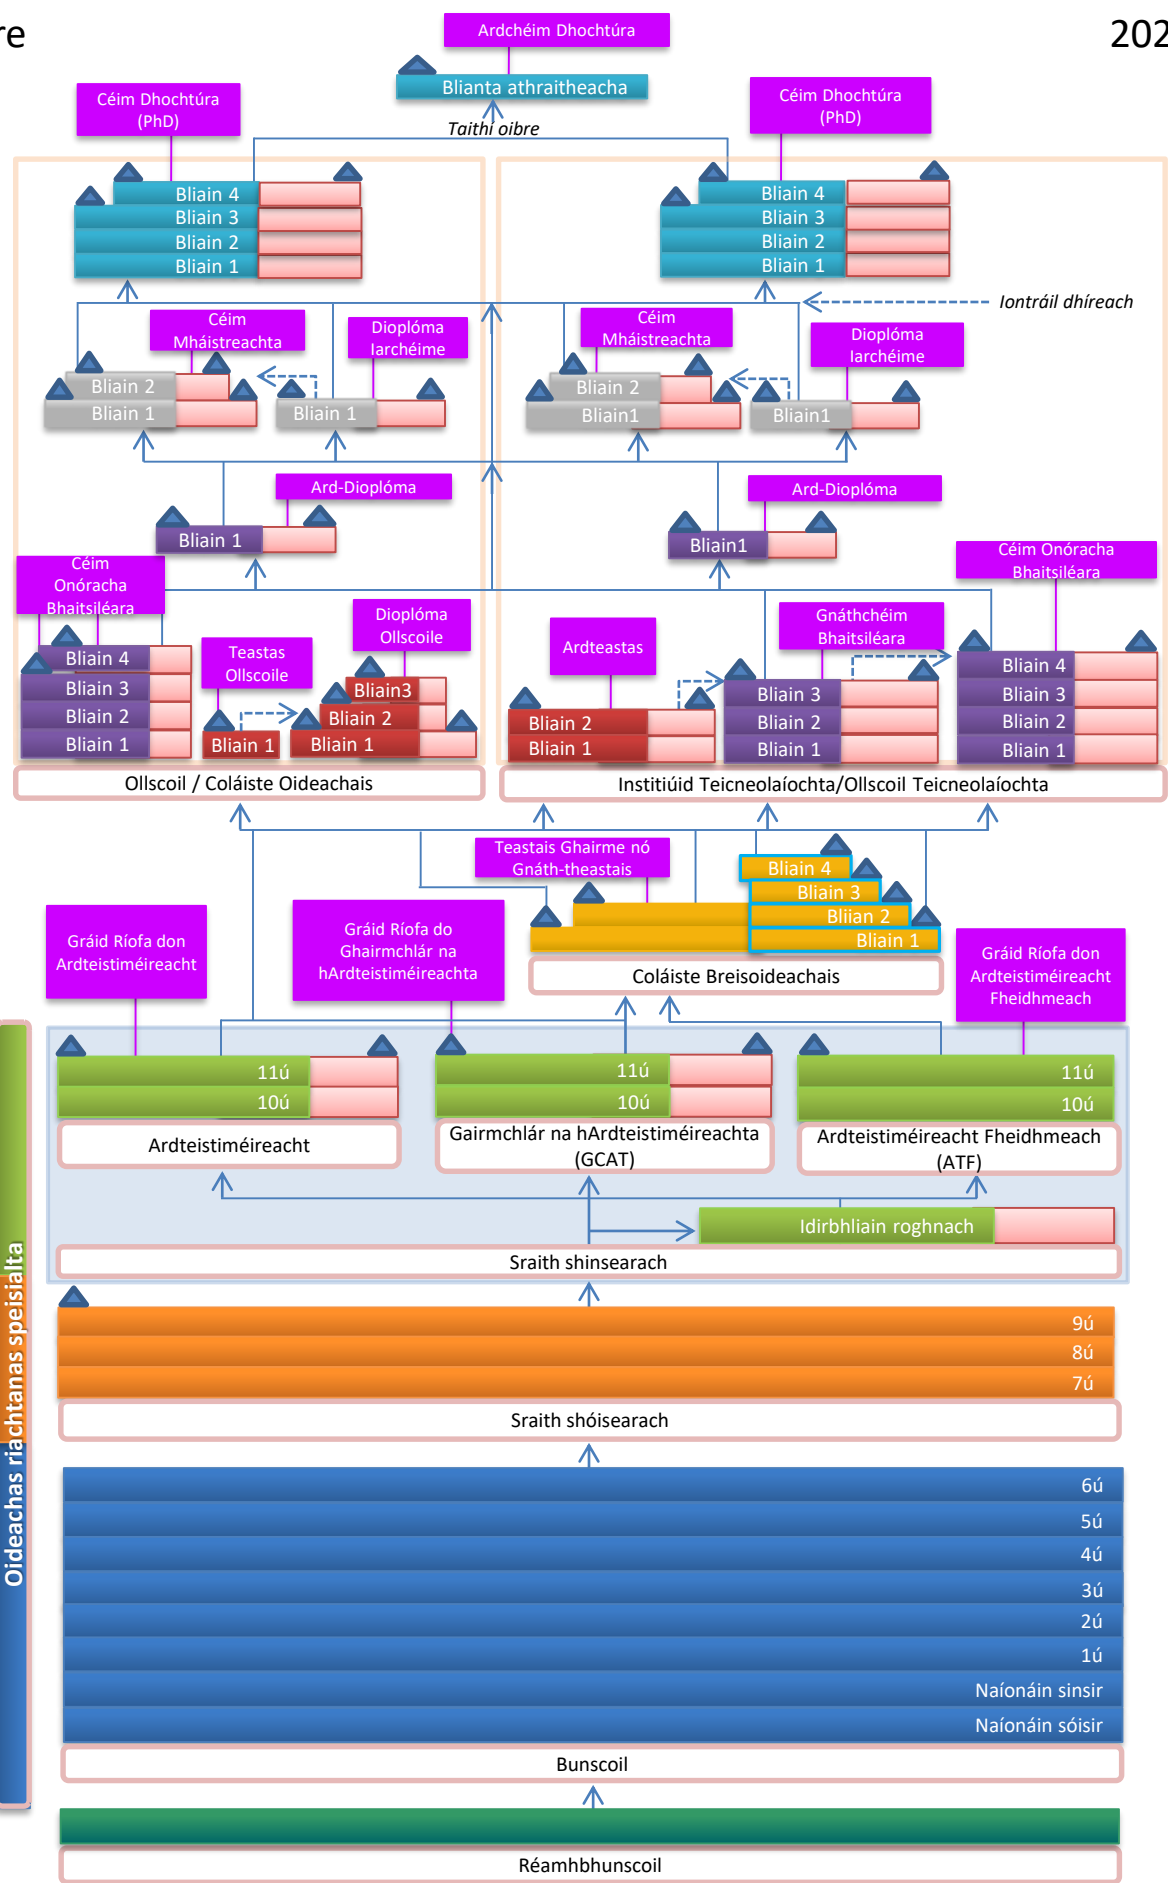 re
202
Ardchéim Dhochtúra
Blianta athraitheacha
Taithí oibre
Céim Dhochtúra
(PhD)
Céim Dhochtúra
(PhD)
Bliain 4
Bliain 3
Bliain 2
Bliain 1
Bliain 4
Bliain 3
Bliain 2
Bliain 1
Iontráil dhíreach
Céim
Mháistreachta
Dioplóma
Iarchéime
Céim
Mháistreachta
Dioplóma
Iarchéime
Bliain 2
Bliain 1
Bliain 1
Bliain 2
Bliain1
Bliain1
Ard-Dioplóma
Ard-Dioplóma
Bliain 1
Bliain1
Céim
Onóracha
Bhaitsiléara
Céim Onóracha
Bhaitsiléara
Teastas
Ollscoile
Dioplóma
Ollscoile
Ardteastas
Gnáthchéim
Bhaitsiléara
Bliain 4
Bliain 3
Bliain 2
Bliain 1
Bliain 1
Bliain3
Bliain 2
Bliain 1
Bliain 2
Bliain 1
Bliain 3
Bliain 2
Bliain 1
Bliain 4
Bliain 3
Bliain 2
Bliain 1
Ollscoil / Coláiste Oideachais
Institiúid Teicneolaíochta/Ollscoil Teicneolaíochta
Teastais Ghairme nó
Gnáth-theastais
Bliain 4
Bliain 3
Bliian 2
Bliain 1
Coláiste Breisoideachais
Gráid Ríofa don
Ardteistiméireacht
Gráid Ríofa do
Ghairmchlár na
hArdteistiméireachta
Gráid Ríofa don
Ardteistiméireacht
Fheidhmeach
11ú
10ú
11ú
10ú
11ú
10ú
Ardteistiméireacht
Gairmchlár na hArdteistiméireachta
(GCAT)
Ardteistiméireacht Fheidhmeach
(ATF)
Idirbhliain roghnach
Sraith shinsearach
9ú
8ú
7ú
Sraith shóisearach
6ú
5ú
4ú
3ú
2ú
1ú
Naíonáin sinsir
Naíonáin sóisir
Bunscoil
Réamhbhunscoil
Oideachas riachtanas speisialta